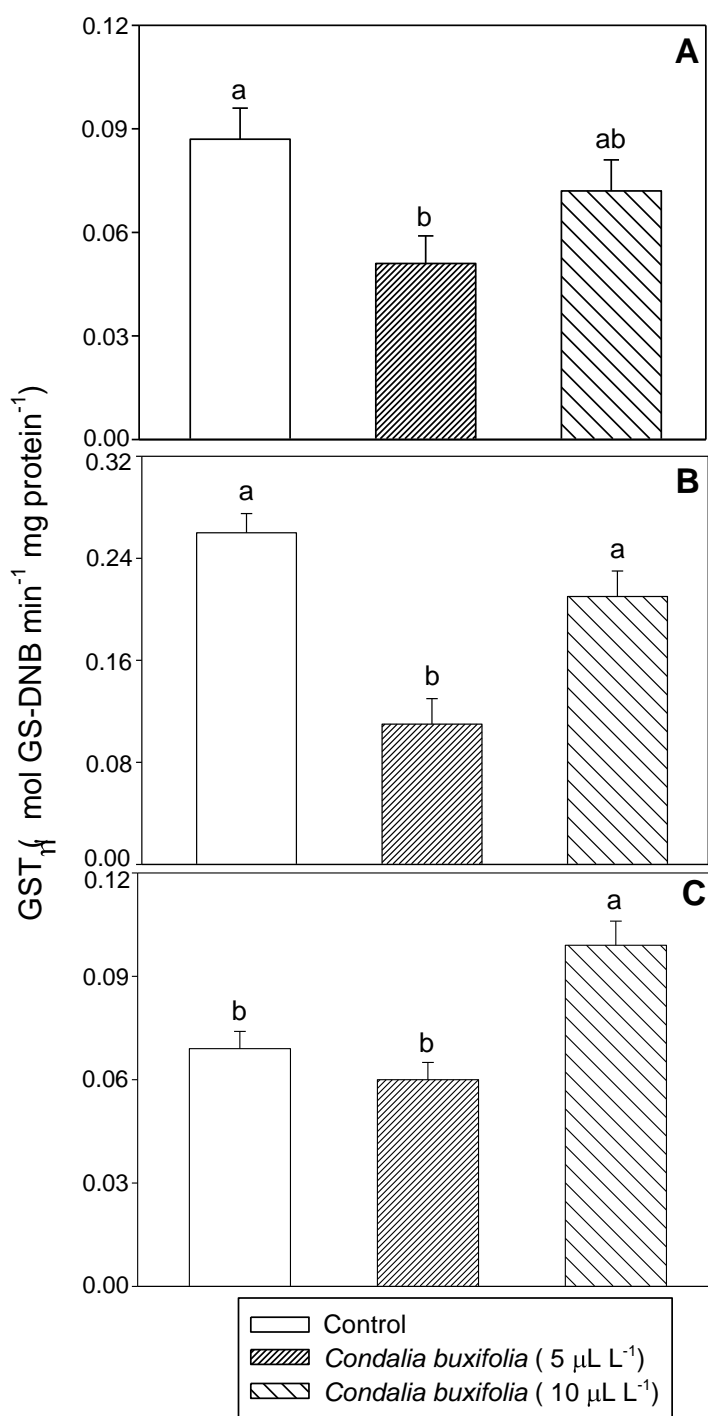 0.12
A
a
0.09
ab
b
0.06
0.03
0.00
0.32
B
a
0.24
a
0.16
b
0.08
0.00
0.12
C
a
0.09
b
b
0.06
0.03
0.00
GST ( mol GS-DNB min⁻¹ mg protein⁻¹)
Control
Condalia buxifolia ( 5 µL L⁻¹)
Condalia buxifolia ( 10 µL L⁻¹)